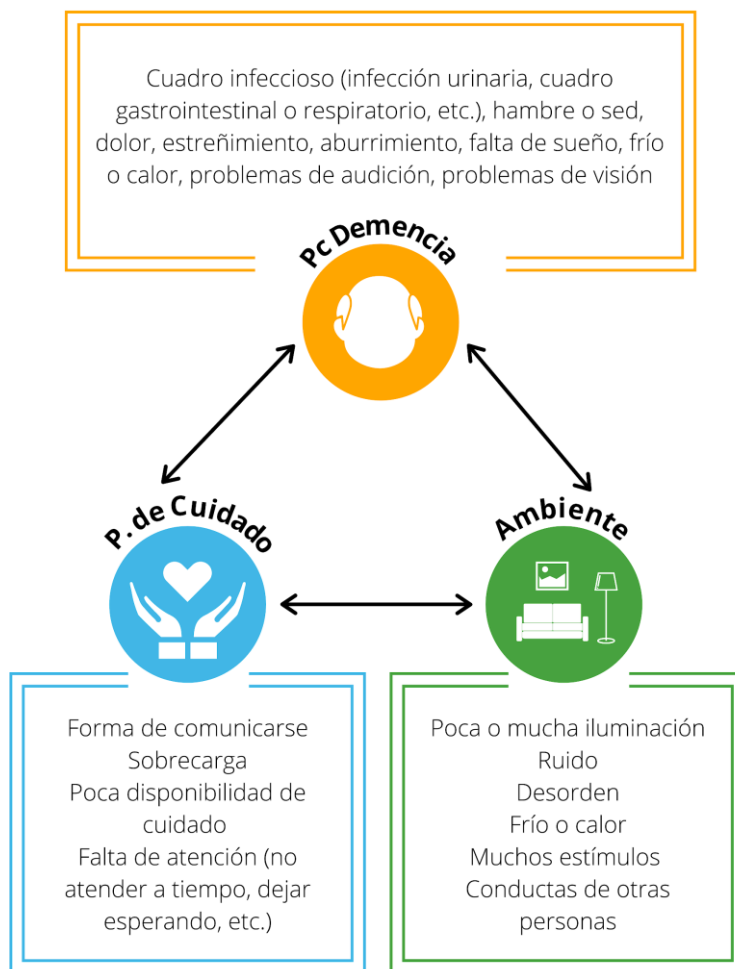 Cuadro infeccioso (infección urinaria, cuadro
gastrointestinal o respiratorio, etc.), hambre o sed,
dolor, estreñimiento, aburrimiento, falta de sueño, frío
o calor, problemas de audición, problemas de visión
Pc Demencia
P. de Cuidado
Ambiente
Forma de comunicarse
Sobrecarga
Poca disponibilidad de
cuidado
Falta de atención (no
atender a tiempo, dejar
esperando, etc.)
Poca o mucha iluminación
Ruido
Desorden
Frío o calor
Muchos estímulos
Conductas de otras
personas